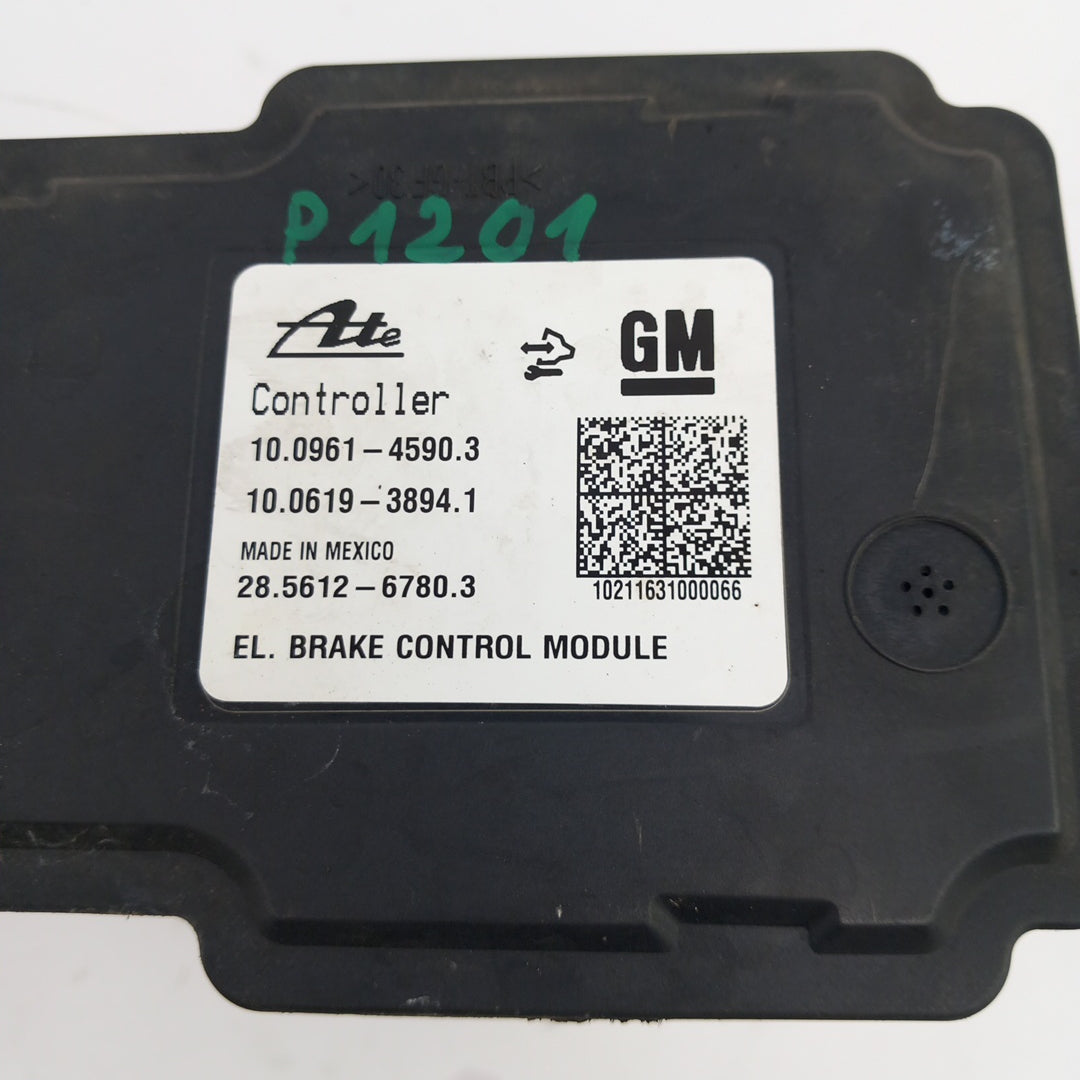 P1201
Ate
GM
Controller
10.0961-4590.3
10.0619-3894.1
MADE IN MEXICO
28.5612-6780.3
10211631000066
EL. BRAKE CONTROL MODULE